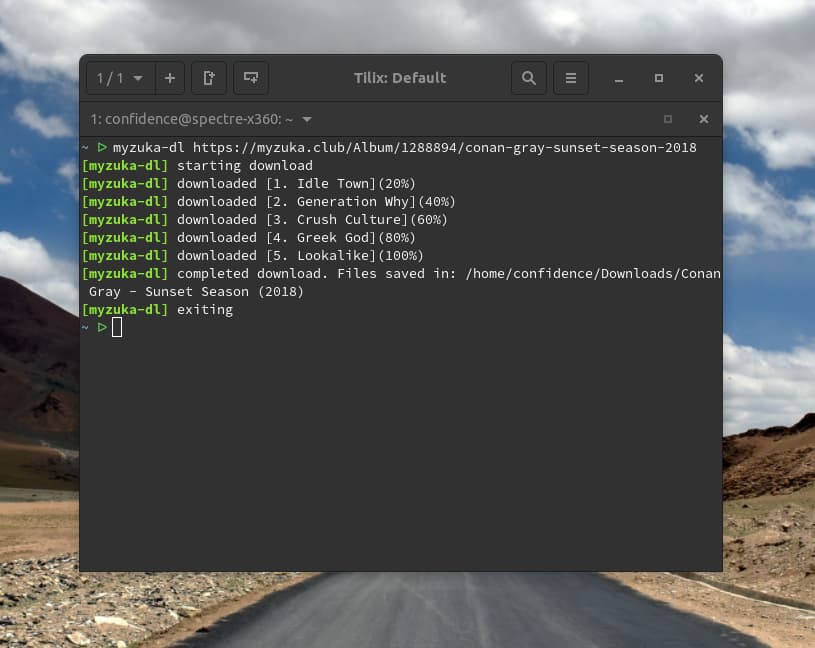 1 / 1
Tilix: Default
1: confidence@spectre-x360: ~
~ ▷ myzuka-dl https://myzuka.club/Album/1288894/conan-gray-sunset-season-2018
[myzuka-dl] starting download
[myzuka-dl] downloaded [1. Idle Town](20%)
[myzuka-dl] downloaded [2. Generation Why](40%)
[myzuka-dl] downloaded [3. Crush Culture](60%)
[myzuka-dl] downloaded [4. Greek God](80%)
[myzuka-dl] downloaded [5. Lookalike](100%)
[myzuka-dl] completed download. Files saved in: /home/confidence/Downloads/Conan
Gray - Sunset Season (2018)
[myzuka-dl] exiting
~ ▷